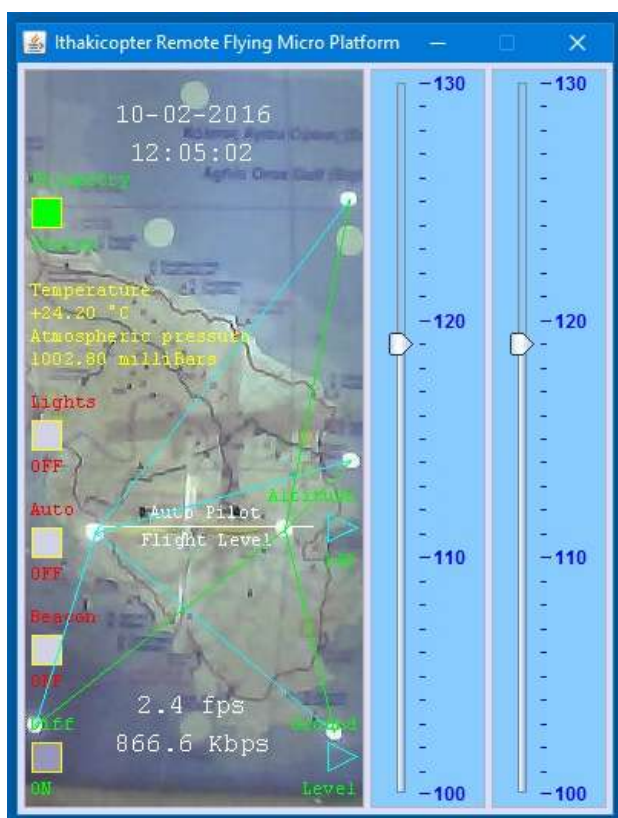 Ithakicopter Remote Flying Micro Platform
10-02-2016
12:05:02
Telemetry
Temperature
+24.20 °C
Atmospheric pressure
1002.80 milliBars
Lights
OFF
Auto
OFF
Beacon
OFF
Diff
ON
Altitude
Auto Pilot
Flight Level
2.4 fps
866.6 Kbps
Ground
Level
130
120
110
100
130
120
110
100